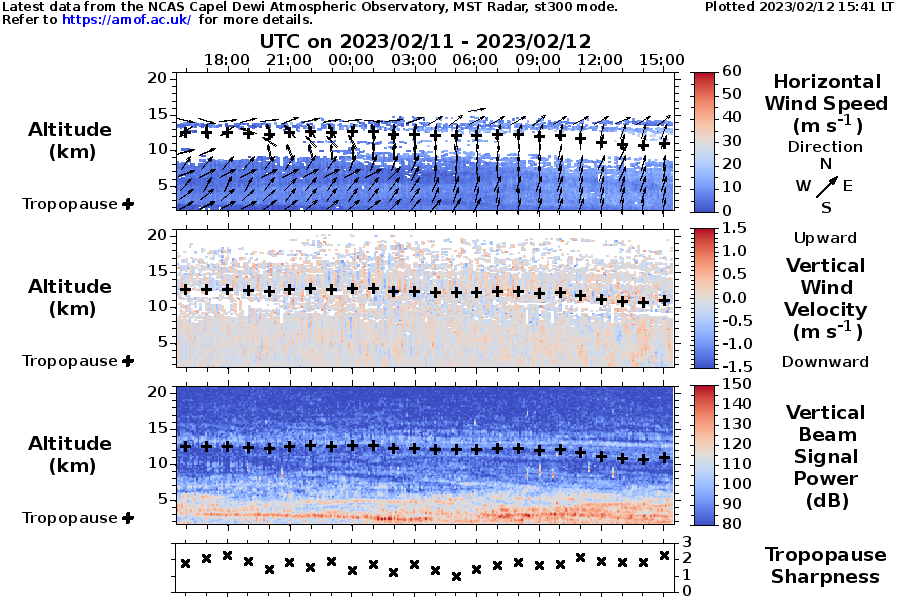 Latest data from the NCAS Capel Dewi Atmospheric Observatory, MST Radar, st300 mode.
Plotted 2023/02/12 15:41 LT
Refer to https://amof.ac.uk/ for more details.
UTC on 2023/02/11 - 2023/02/12
18:00 21:00 00:00 03:00 06:00 09:00 12:00 15:00
Altitude
(km)
Tropopause
20
15
10
5
60
50
40
30
20
10
0
Horizontal
Wind Speed
(m s-1)
Direction
N
W E
S
Altitude
(km)
Tropopause
20
15
10
5
1.5
1.0
0.5
0.0
-0.5
-1.0
-1.5
Upward
Vertical
Wind
Velocity
(m s-1)
Downward
Altitude
(km)
Tropopause
20
15
10
5
150
140
130
120
110
100
90
80
Vertical
Beam
Signal
Power
(dB)
3
2
1
0
Tropopause
Sharpness